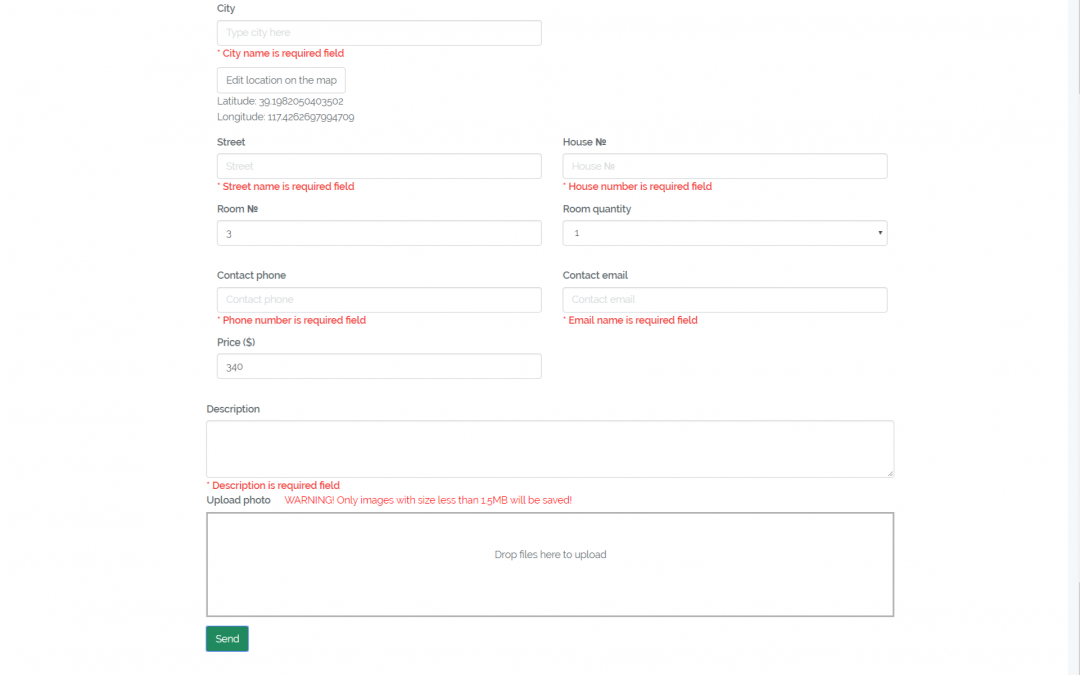 City
Type city here
* City name is required field
Edit location on the map
Latitude: 39.1982050403502
Longitude: 117.4262697994709
Street House №
Street House №
* Street name is required field * House number is required field
Room № Room quantity
3 1
Contact phone Contact email
Contact phone Contact email
* Phone number is required field * Email name is required field
Price ($)
340
Description
* Description is required field
Upload photo WARNING! Only images with size less than 1.5MB will be saved!
Drop files here to upload
Send